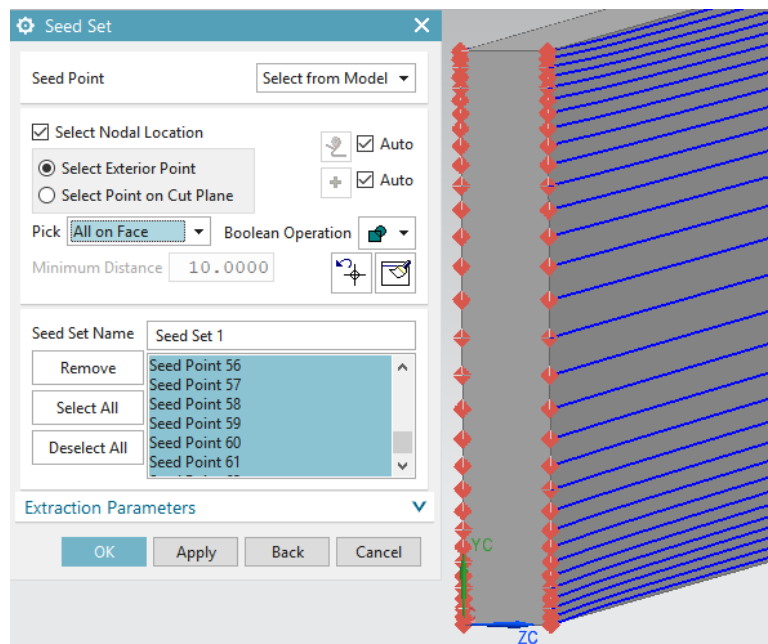 Seed Set
Seed Point
Select from Model
Select Nodal Location
Auto
Select Exterior Point
Auto
Select Point on Cut Plane
Pick All on Face Boolean Operation
Minimum Distance 10.0000
Seed Set Name Seed Set 1
Remove
Select All
Deselect All
Seed Point 56
Seed Point 57
Seed Point 58
Seed Point 59
Seed Point 60
Seed Point 61
Extraction Parameters
OK Apply Back Cancel
YC
ZC